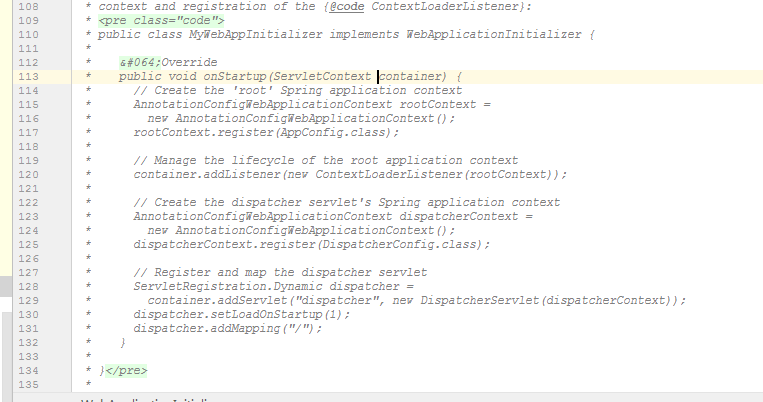 108 * context and registration of the {@code ContextLoaderListener}:
109 * <pre class="code">
110 * public class MyWebAppInitializer implements WebApplicationInitializer {
111 *
112 *    &#064;Override
113 *    public void onStartup(ServletContext container) {
114 *      // Create the 'root' Spring application context
115 *      AnnotationConfigWebApplicationContext rootContext =
116 *        new AnnotationConfigWebApplicationContext();
117 *      rootContext.register(AppConfig.class);
118 *
119 *      // Manage the lifecycle of the root application context
120 *      container.addListener(new ContextLoaderListener(rootContext));
121 *
122 *      // Create the dispatcher servlet's Spring application context
123 *      AnnotationConfigWebApplicationContext dispatcherContext =
124 *        new AnnotationConfigWebApplicationContext();
125 *      dispatcherContext.register(DispatcherConfig.class);
126 *
127 *      // Register and map the dispatcher servlet
128 *      ServletRegistration.Dynamic dispatcher =
129 *        container.addServlet("dispatcher", new DispatcherServlet(dispatcherContext));
130 *      dispatcher.setLoadOnStartup(1);
131 *      dispatcher.addMapping("/");
132 *    }
133 *
134 * }</pre>
135 *